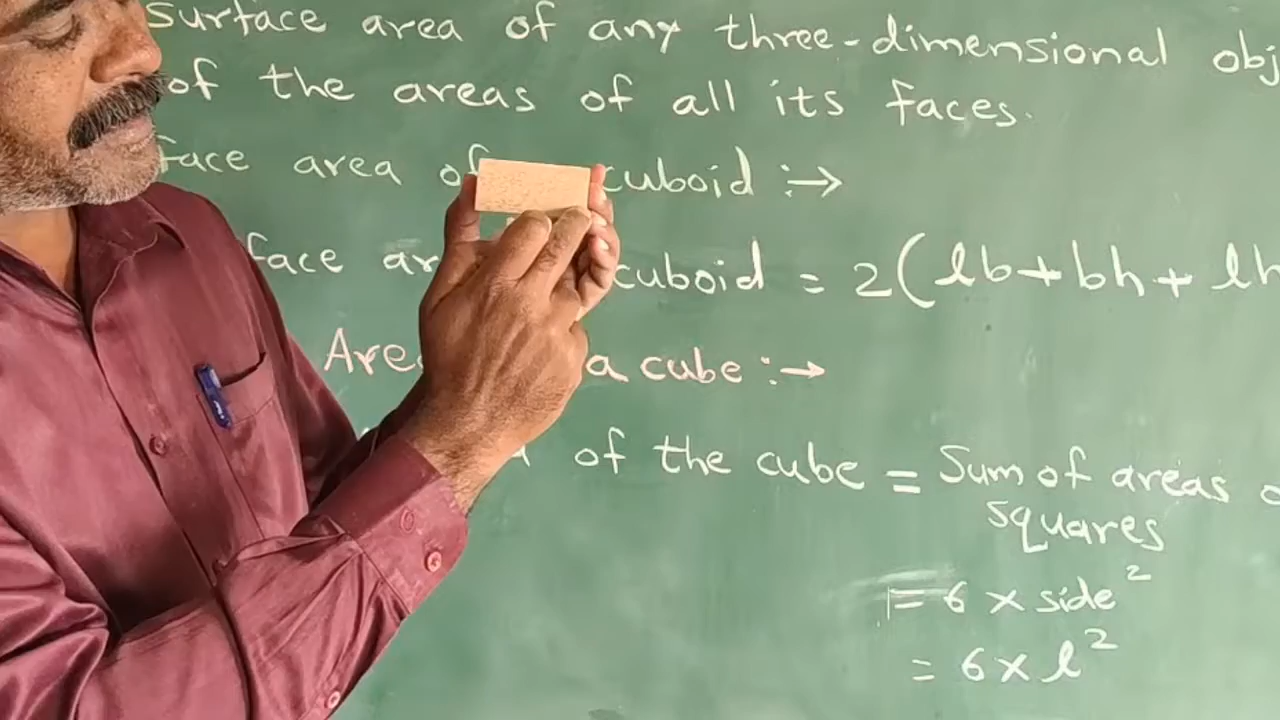 surface area of any three-dimensional obj
of the areas of all its faces.
face area of cuboid :→
face ar cuboid = 2(lb+bh+lh
Are a cube :→
of the cube = Sum of areas o
squares
= 6 × side²
= 6 × l²